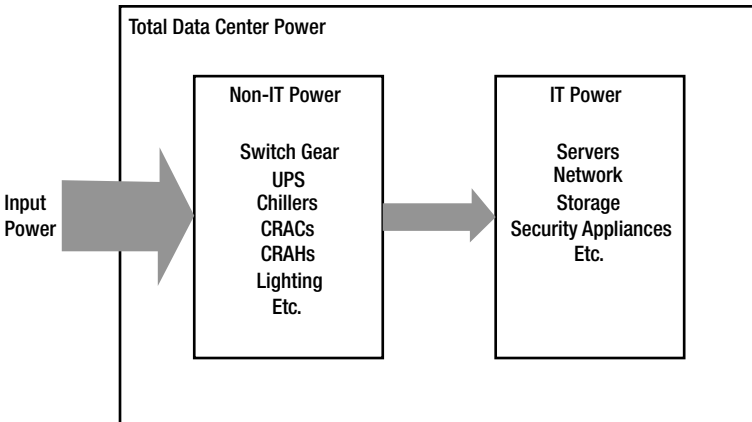 Total Data Center Power
Input
Power
Non-IT Power
Switch Gear
UPS
Chillers
CRACs
CRAHs
Lighting
Etc.
IT Power
Servers
Network
Storage
Security Appliances
Etc.